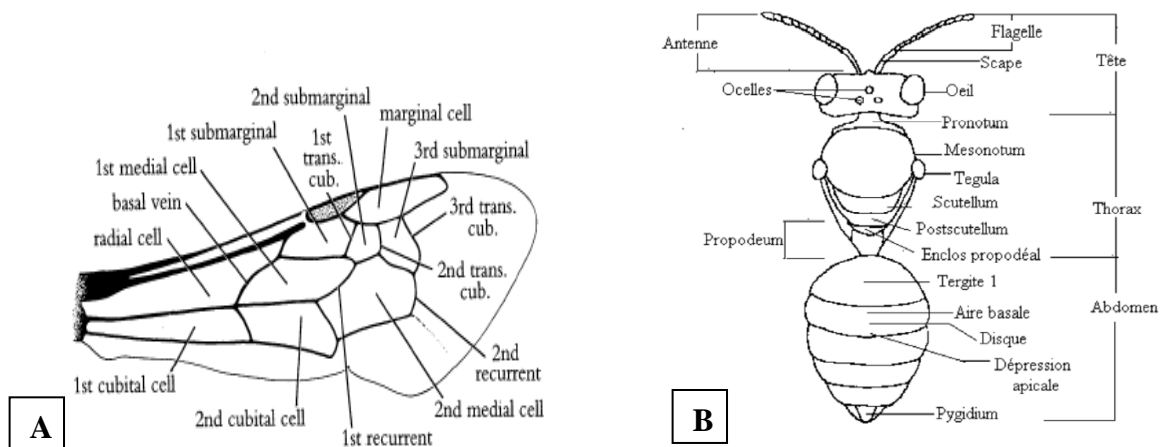 2nd submarginal
marginal cell
1st submarginal
1st
trans.
cub.
3rd submarginal
1st medial cell
basal vein
radial cell
3rd trans.
cub.
2nd trans.
cub.
2nd
recurrent
1st cubital cell
2nd cubital cell
2nd medial cell
1st recurrent
A
Antenne
Flagelle
Scape
Tête
Ocelles
Oeil
Pronotum
Mesonotum
Tegula
Scutellum
Thorax
Postscutellum
Propodeum
Enclos propodéal
Tergite 1
Abdomen
Aire basale
Disque
Dépression
apicale
Pygidium
B